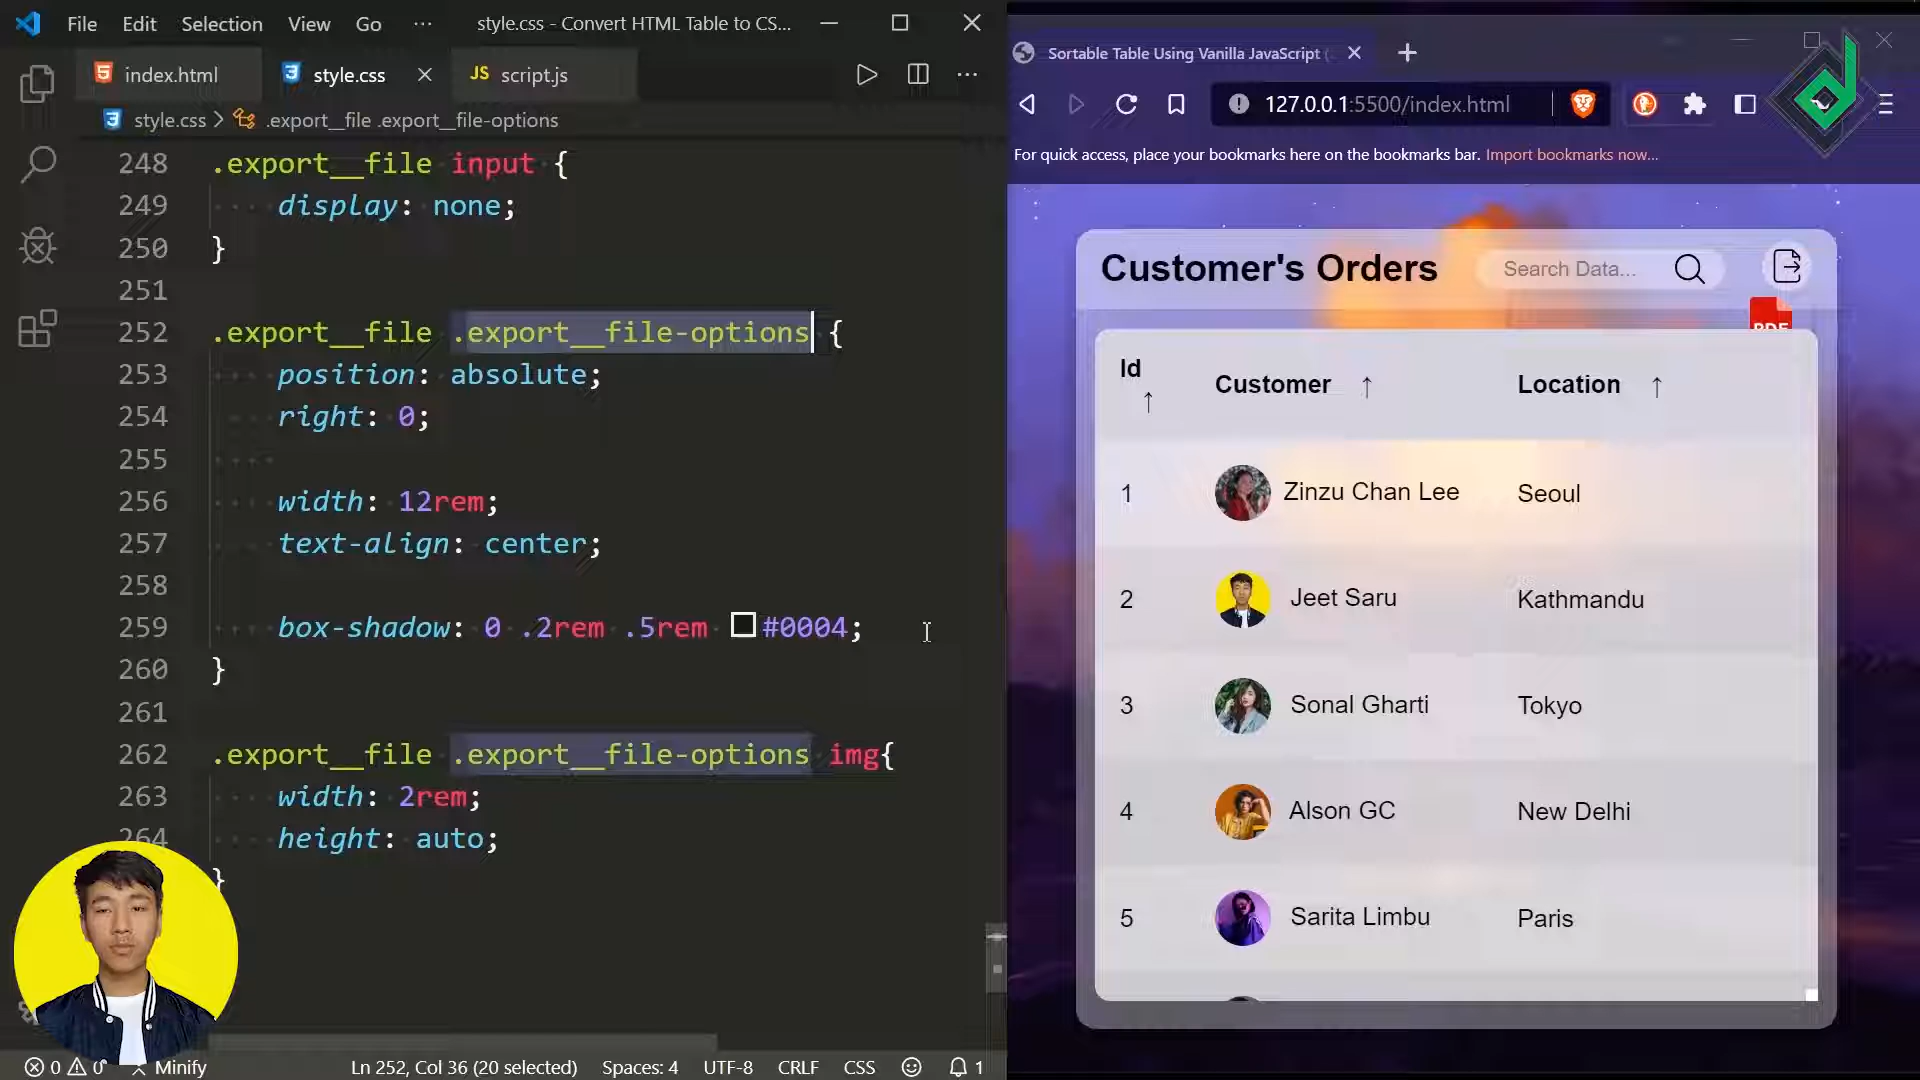 File Edit Selection View Go ··· style.css - Convert HTML Table to CS...
index.html style.css JS script.js
style.css > .export__file .export__file-options
248 .export__file input {
249 display: none;
250 }
251
252 .export__file .export__file-options {
253 position: absolute;
254 right: 0;
255
256 width: 12rem;
257 text-align: center;
258
259 box-shadow: 0 .2rem .5rem #0004;
260 }
261
262 .export__file .export__file-options img{
263 width: 2rem;
264 height: auto;
}
0 0 Minify Ln 252, Col 36 (20 selected) Spaces: 4 UTF-8 CRLF CSS 1
Sortable Table Using Vanilla JavaScript (
127.0.0.1:5500/index.html
For quick access, place your bookmarks here on the bookmarks bar. Import bookmarks now...
Customer's Orders Search Data...
PDF
Id ↑ Customer ↑ Location ↑
1 Zinzu Chan Lee Seoul
2 Jeet Saru Kathmandu
3 Sonal Gharti Tokyo
4 Alson GC New Delhi
5 Sarita Limbu Paris